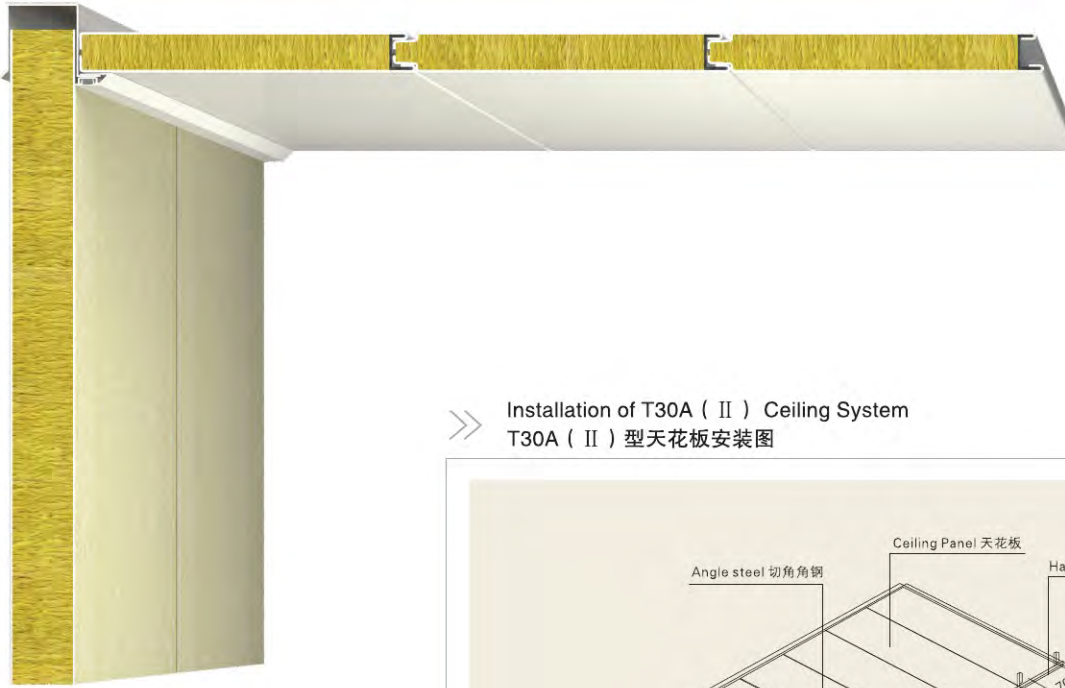 Installation of T30A ( Ⅱ ) Ceiling System
T30A ( Ⅱ ) 型天花板安装图
Ceiling Panel 天花板
Angle steel 切角角钢
Ha